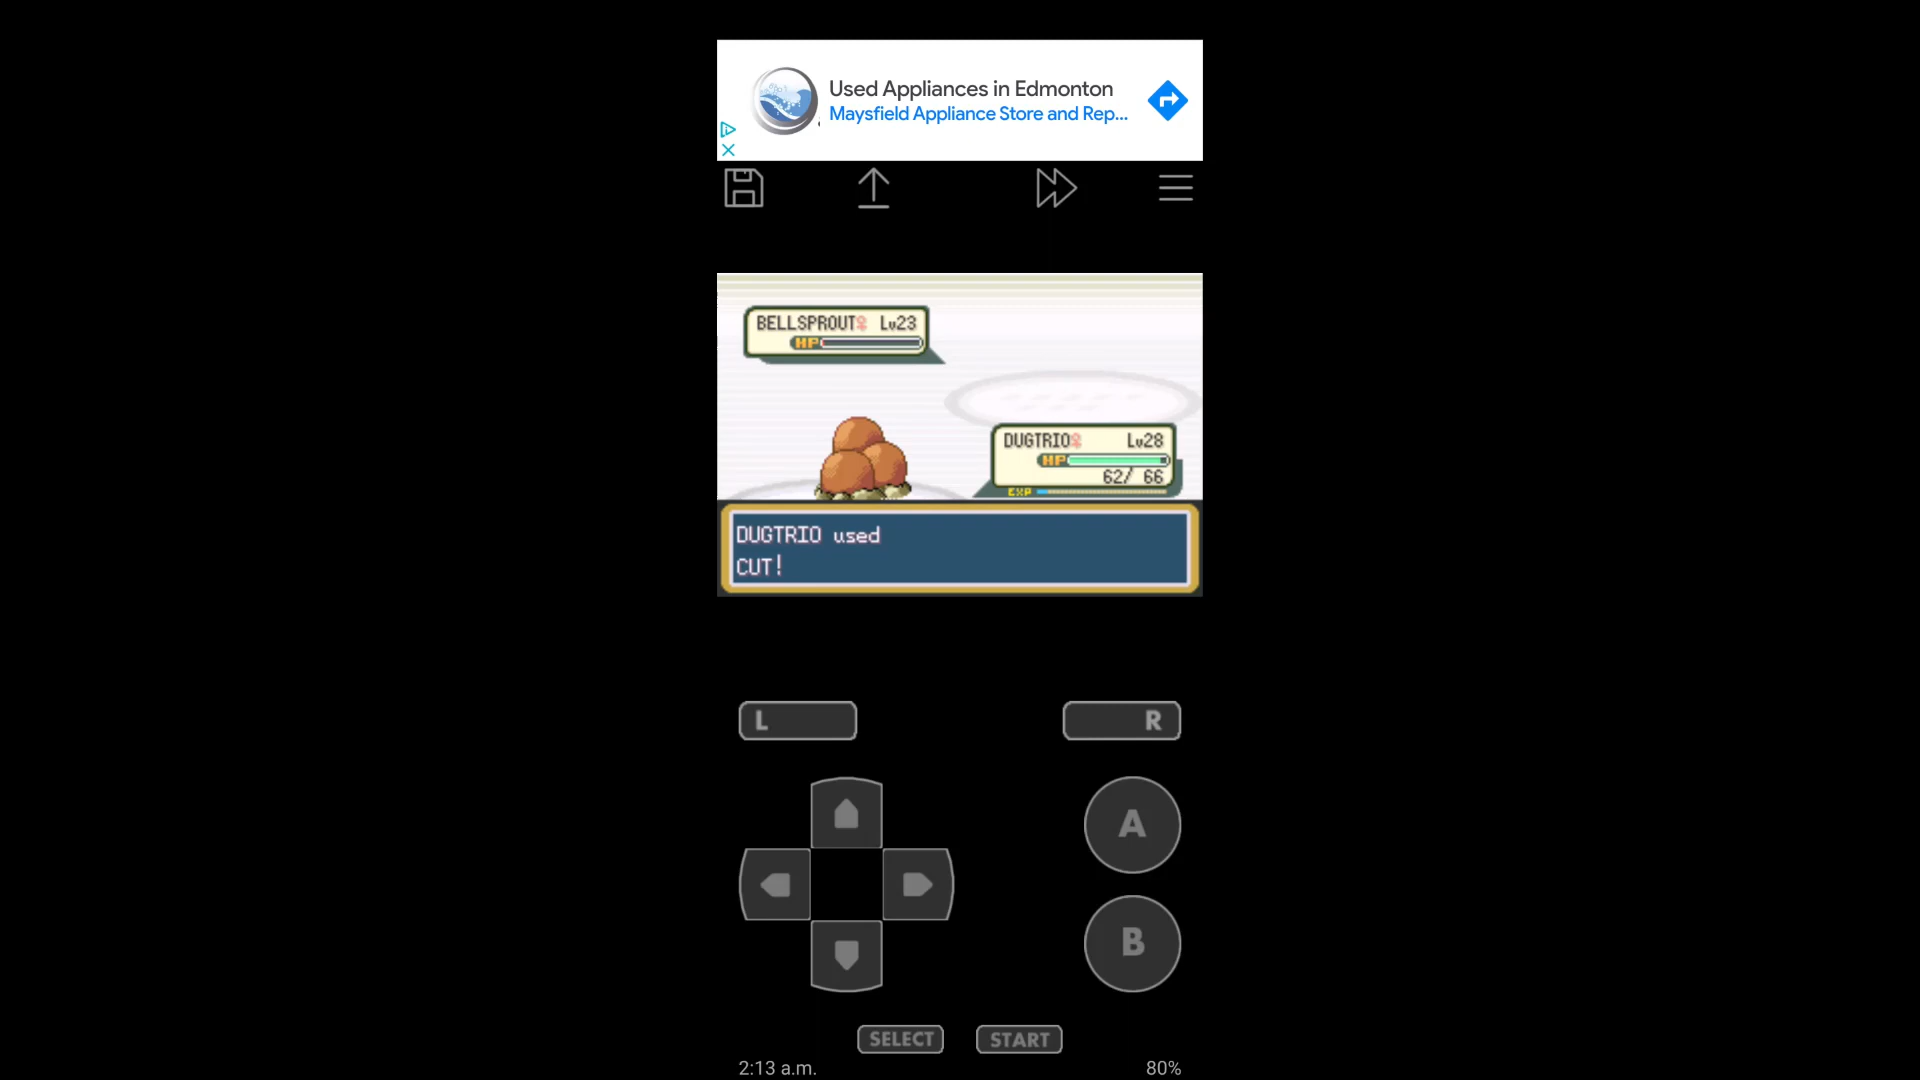 Used Appliances in Edmonton
Maysfield Appliance Store and Rep...
BELLSPROUT♀ Lv23
HP
DUGTRIO♀ Lv28
HP
62/ 66
EXP
DUGTRIO used
CUT!
L
R
A
B
SELECT
START
2:13 a.m.
80%